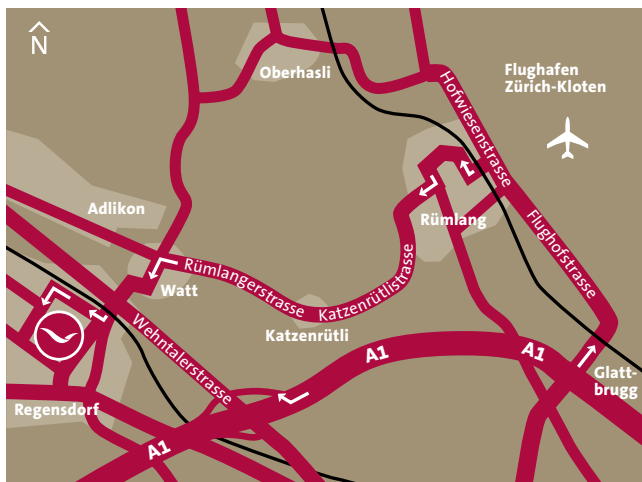 N
Oberhasli
Flughafen
Zürich-Kloten
Hofwiesenstrasse
Adlikon
Rümlang
Flughofstrasse
Watt
Rümlangerstrasse
Katzenrütlistrasse
Katzenrütli
Wehntalerstrasse
A1
A1
Glatt-
brugg
Regensdorf
A1